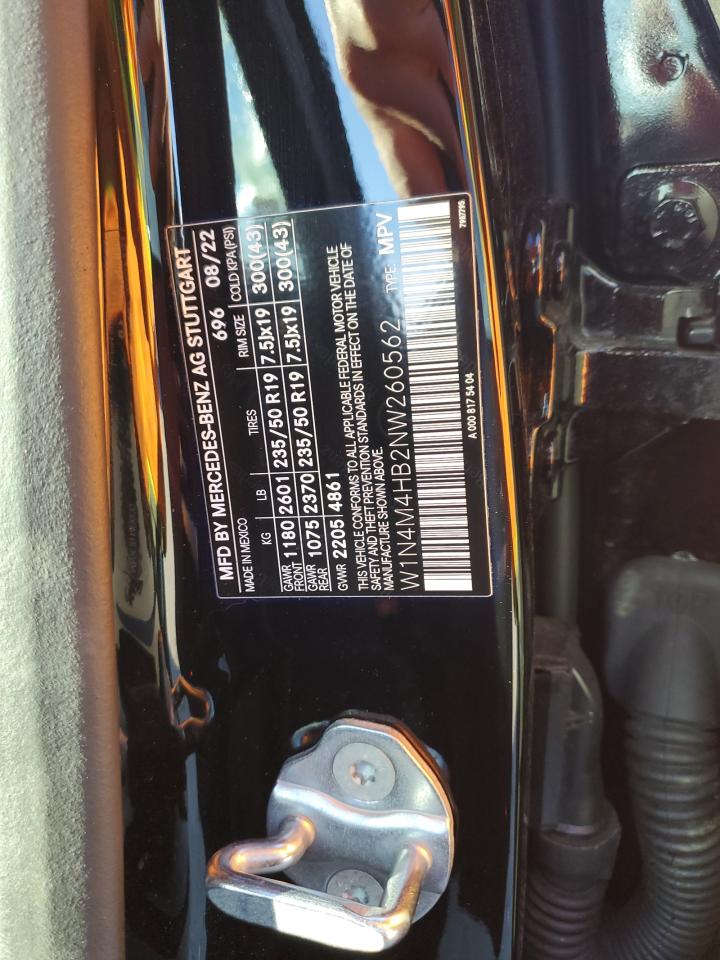 MFD BY MERCEDES-BENZ AG STUTTGART
MADE IN MEXICO 696 08/22
KG LB TIRES RIM SIZE COLD KPA(PSI)
GAWR FRONT 1180 2601 235/50 R19 7.5Jx19 300(43)
GAWR REAR 1075 2370 235/50 R19 7.5Jx19 300(43)
GVWR 2205 4861
THIS VEHICLE CONFORMS TO ALL APPLICABLE FEDERAL MOTOR VEHICLE
SAFETY AND THEFT PREVENTION STANDARDS IN EFFECT ON THE DATE OF
MANUFACTURE SHOWN ABOVE.
W1N4M4HB2NW260562 TYPE: MPV
A 000 817 54 04
7987795